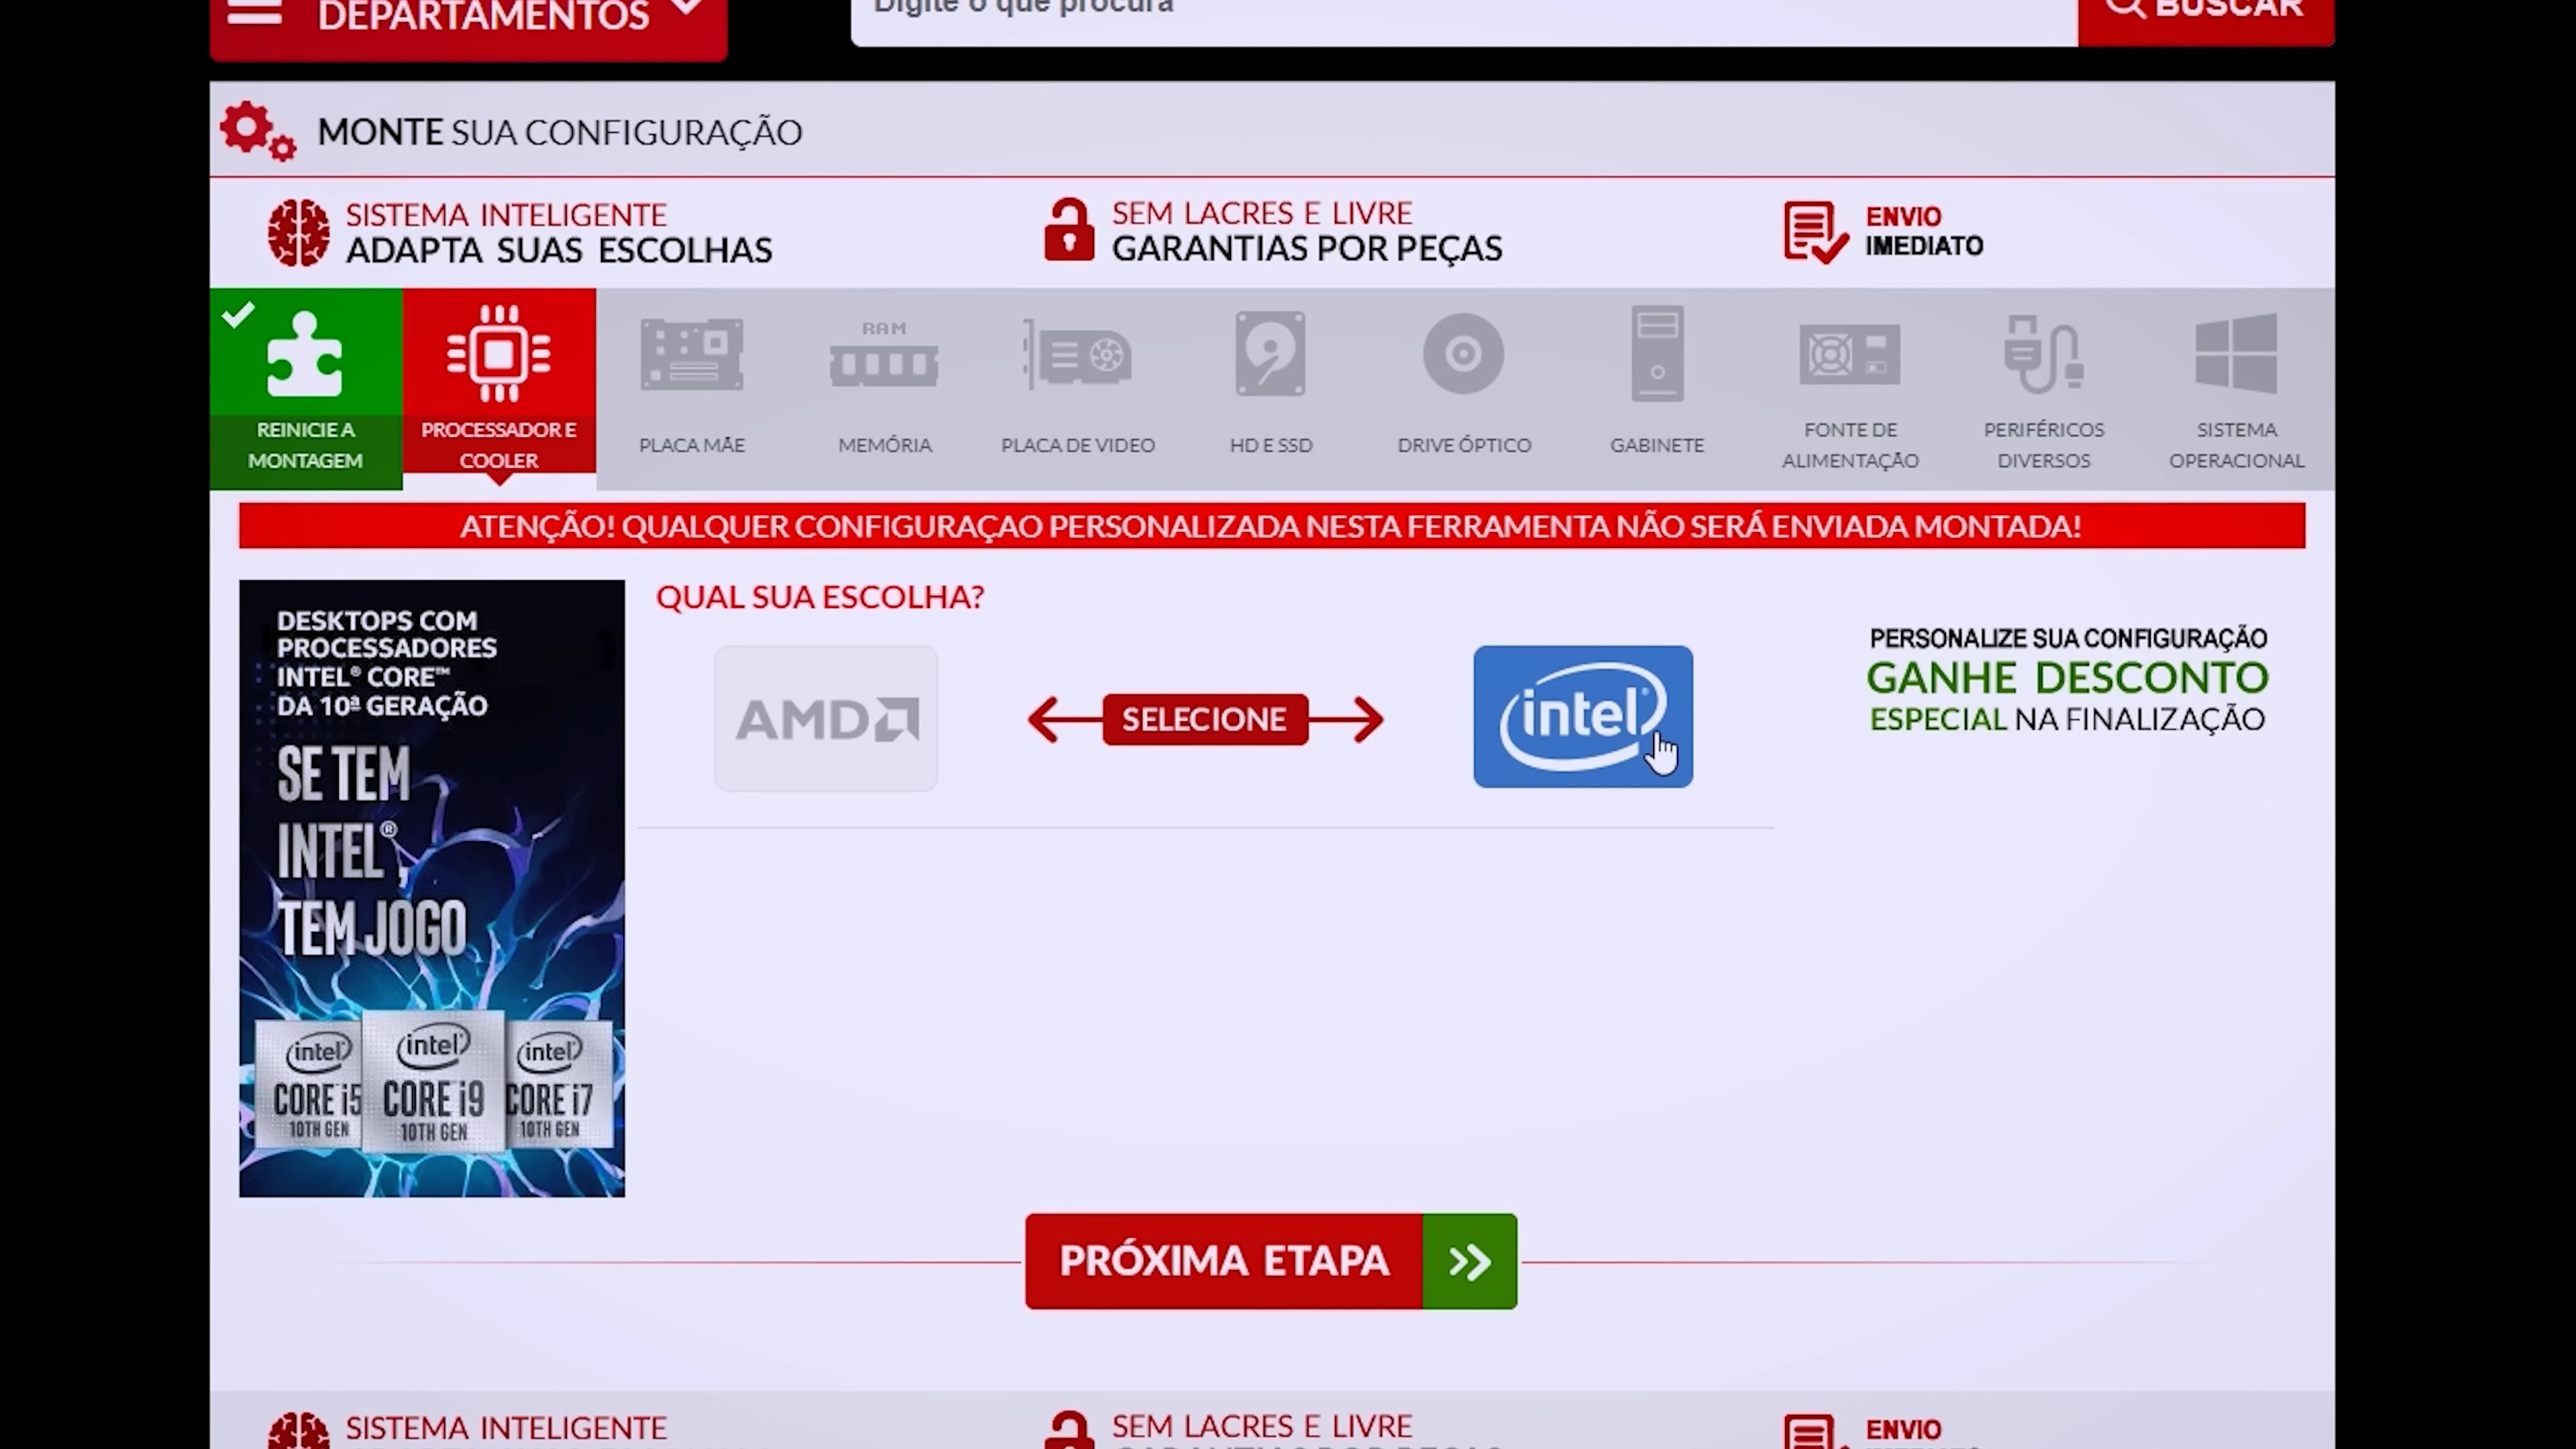 DEPARTAMENTOS
Digite o que procura
BUSCAR
MONTE SUA CONFIGURAÇÃO
SISTEMA INTELIGENTE
ADAPTA SUAS ESCOLHAS
SEM LACRES E LIVRE
GARANTIAS POR PEÇAS
ENVIO
IMEDIATO
REINICIE A
MONTAGEM
PROCESSADOR E
COOLER
PLACA MÃE
RAM
MEMÓRIA
PLACA DE VIDEO
HD E SSD
DRIVE ÓPTICO
GABINETE
FONTE DE
ALIMENTAÇÃO
PERIFÉRICOS
DIVERSOS
SISTEMA
OPERACIONAL
ATENÇÃO! QUALQUER CONFIGURAÇAO PERSONALIZADA NESTA FERRAMENTA NÃO SERÁ ENVIADA MONTADA!
DESKTOPS COM
PROCESSADORES
INTEL® CORE™
DA 10ª GERAÇÃO
SE TEM
INTEL®,
TEM JOGO
intel
CORE i5
10TH GEN
intel
CORE i9
10TH GEN
intel
CORE i7
10TH GEN
QUAL SUA ESCOLHA?
AMD
SELECIONE
intel
PERSONALIZE SUA CONFIGURAÇÃO
GANHE DESCONTO
ESPECIAL NA FINALIZAÇÃO
PRÓXIMA ETAPA
SISTEMA INTELIGENTE
SEM LACRES E LIVRE
ENVIO